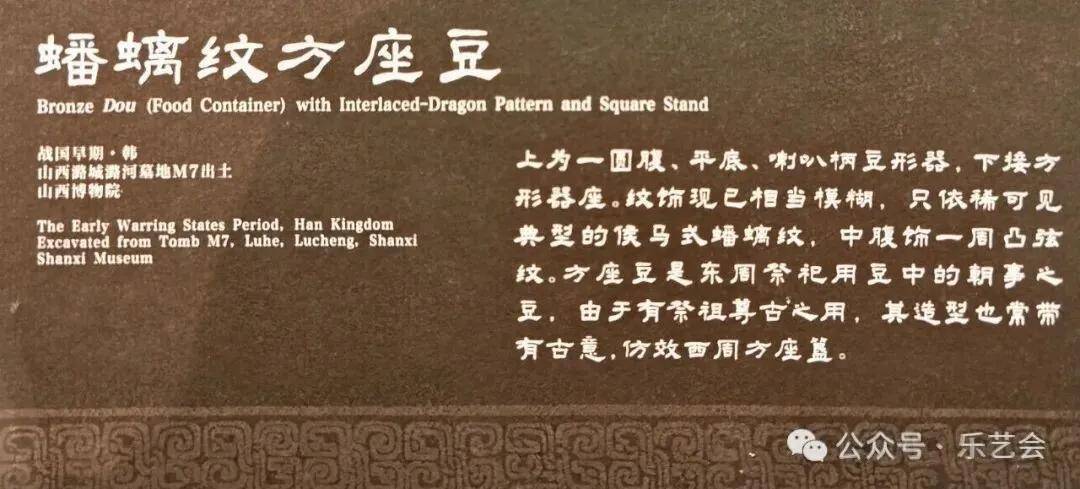 蟠螭纹方座豆
Bronze Dou (Food Container) with Interlaced-Dragon Pattern and Square Stand
战国早期·韩
山西潞城潞河墓地M7出土
山西博物院
The Early Warring States Period, Han Kingdom
Excavated from Tomb M7, Luhe, Lucheng, Shanxi
Shanxi Museum
上为一圆腹、平底、喇叭柄豆形器，下接方
形器座。纹饰现已相当模糊，只依稀可见
典型的侯马式蟠螭纹，中腹饰一周凸弦
纹。方座豆是东周祭祀用豆中的朝事之
豆，由于有祭祖尊古之用，其造型也常带
有古意，仿效西周方座簋。
公众号·乐艺会